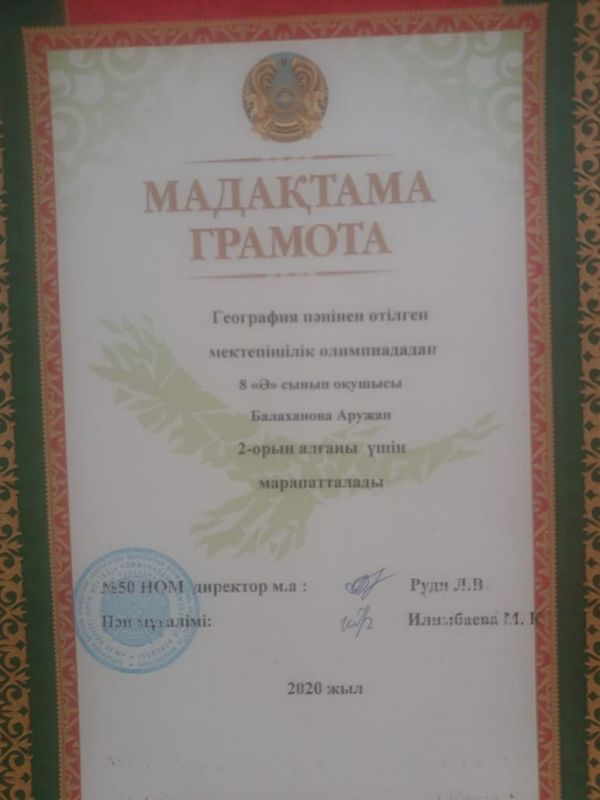 МАДАҚТАМА
ГРАМОТА
География пәнінен өтілген
мектепішілік олимпиададан
8 «Ә» сынып оқушысы
Балаханова Аружан
2-орын алғаны үшін
марапатталады
№50 НОМ директор м.а : Руди Л.В
Пән мұғалімі: Илимбаева М. К
2020 жыл